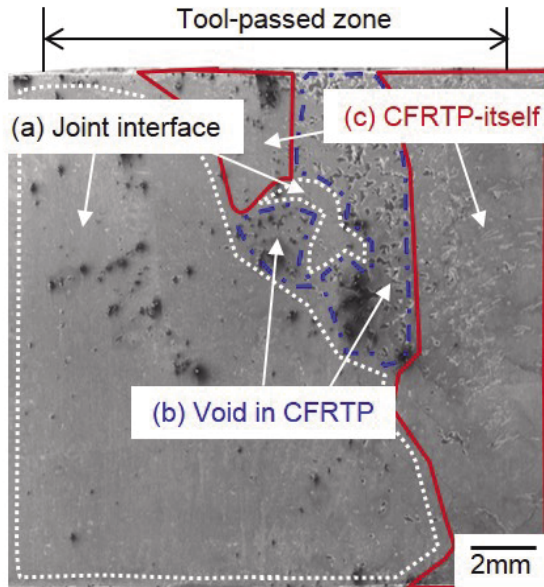 Tool-passed zone
(a) Joint interface
(c) CFRTP-itself
(b) Void in CFRTP
2mm